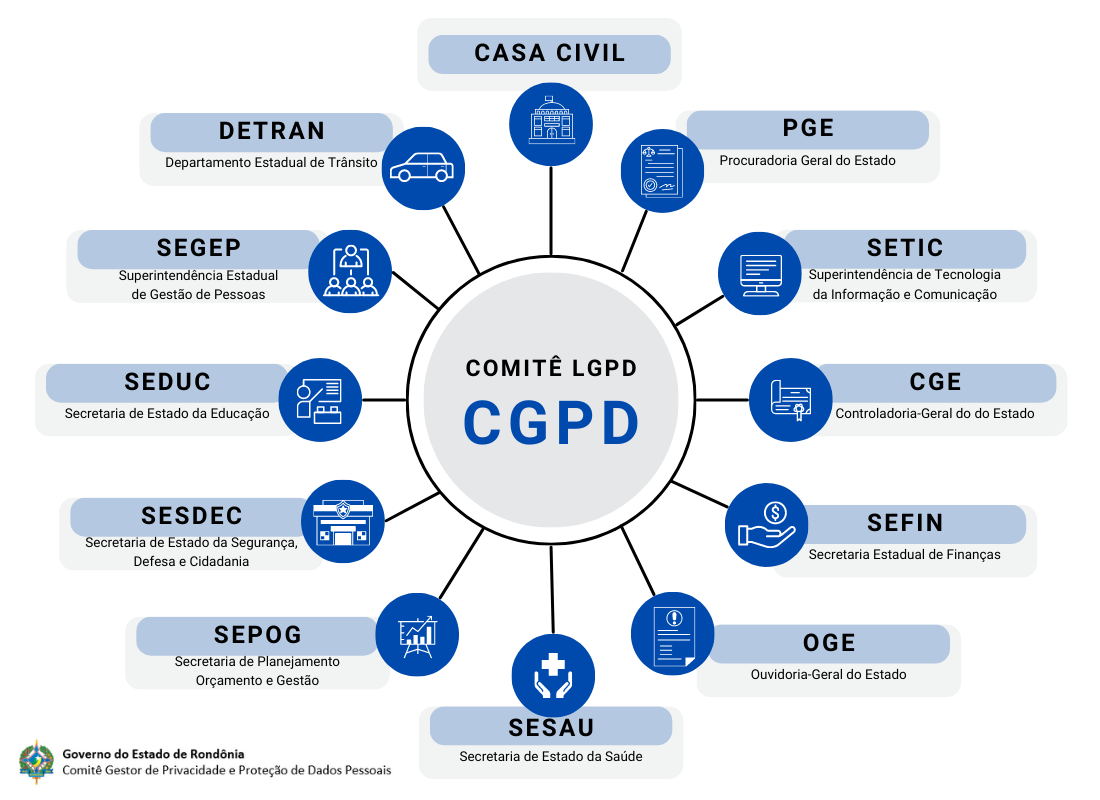 CASA CIVIL
DETRAN
Departamento Estadual de Trânsito
PGE
Procuradoria Geral do Estado
SEGEP
Superintendência Estadual
de Gestão de Pessoas
SETIC
Superintendência de Tecnologia
da Informação e Comunicação
COMITÊ LGPD
CGPD
SEDUC
Secretaria de Estado da Educação
CGE
Controladoria-Geral do do Estado
SESDEC
Secretaria de Estado da Segurança,
Defesa e Cidadania
SEFIN
Secretaria Estadual de Finanças
SEPOG
Secretaria de Planejamento
Orçamento e Gestão
OGE
Ouvidoria-Geral do Estado
SESAU
Secretaria de Estado da Saúde
Governo do Estado de Rondônia
Comitê Gestor de Privacidade e Proteção de Dados Pessoais